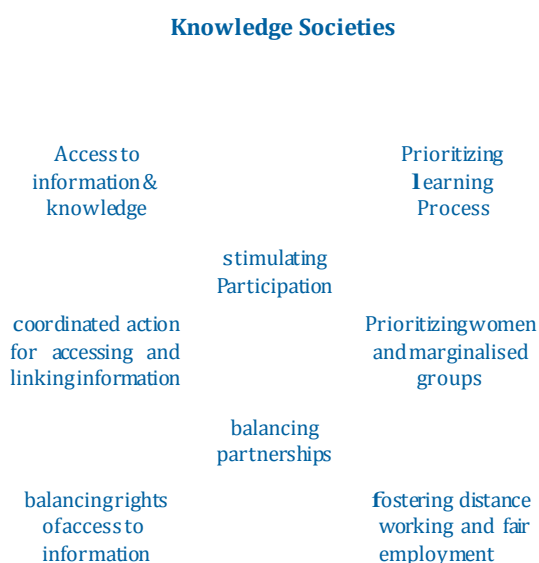 Knowledge Societies
Access to
information &
knowledge
Prioritizing
learning
Process
stimulating
Participation
coordinated action
for accessing and
linking information
Prioritizing women
and marginalised
groups
balancing
partnerships
balancing rights
of access to
information
fostering distance
working and fair
employment